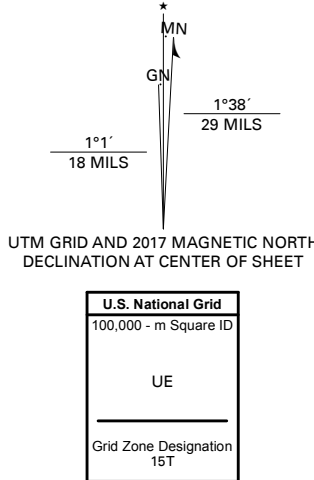 MN
GN
1°38´
29 MILS
1°1´
18 MILS
UTM GRID AND 2017 MAGNETIC NORTH
DECLINATION AT CENTER OF SHEET
U.S. National Grid
100,000 - m Square ID
UE
Grid Zone Designation
15T